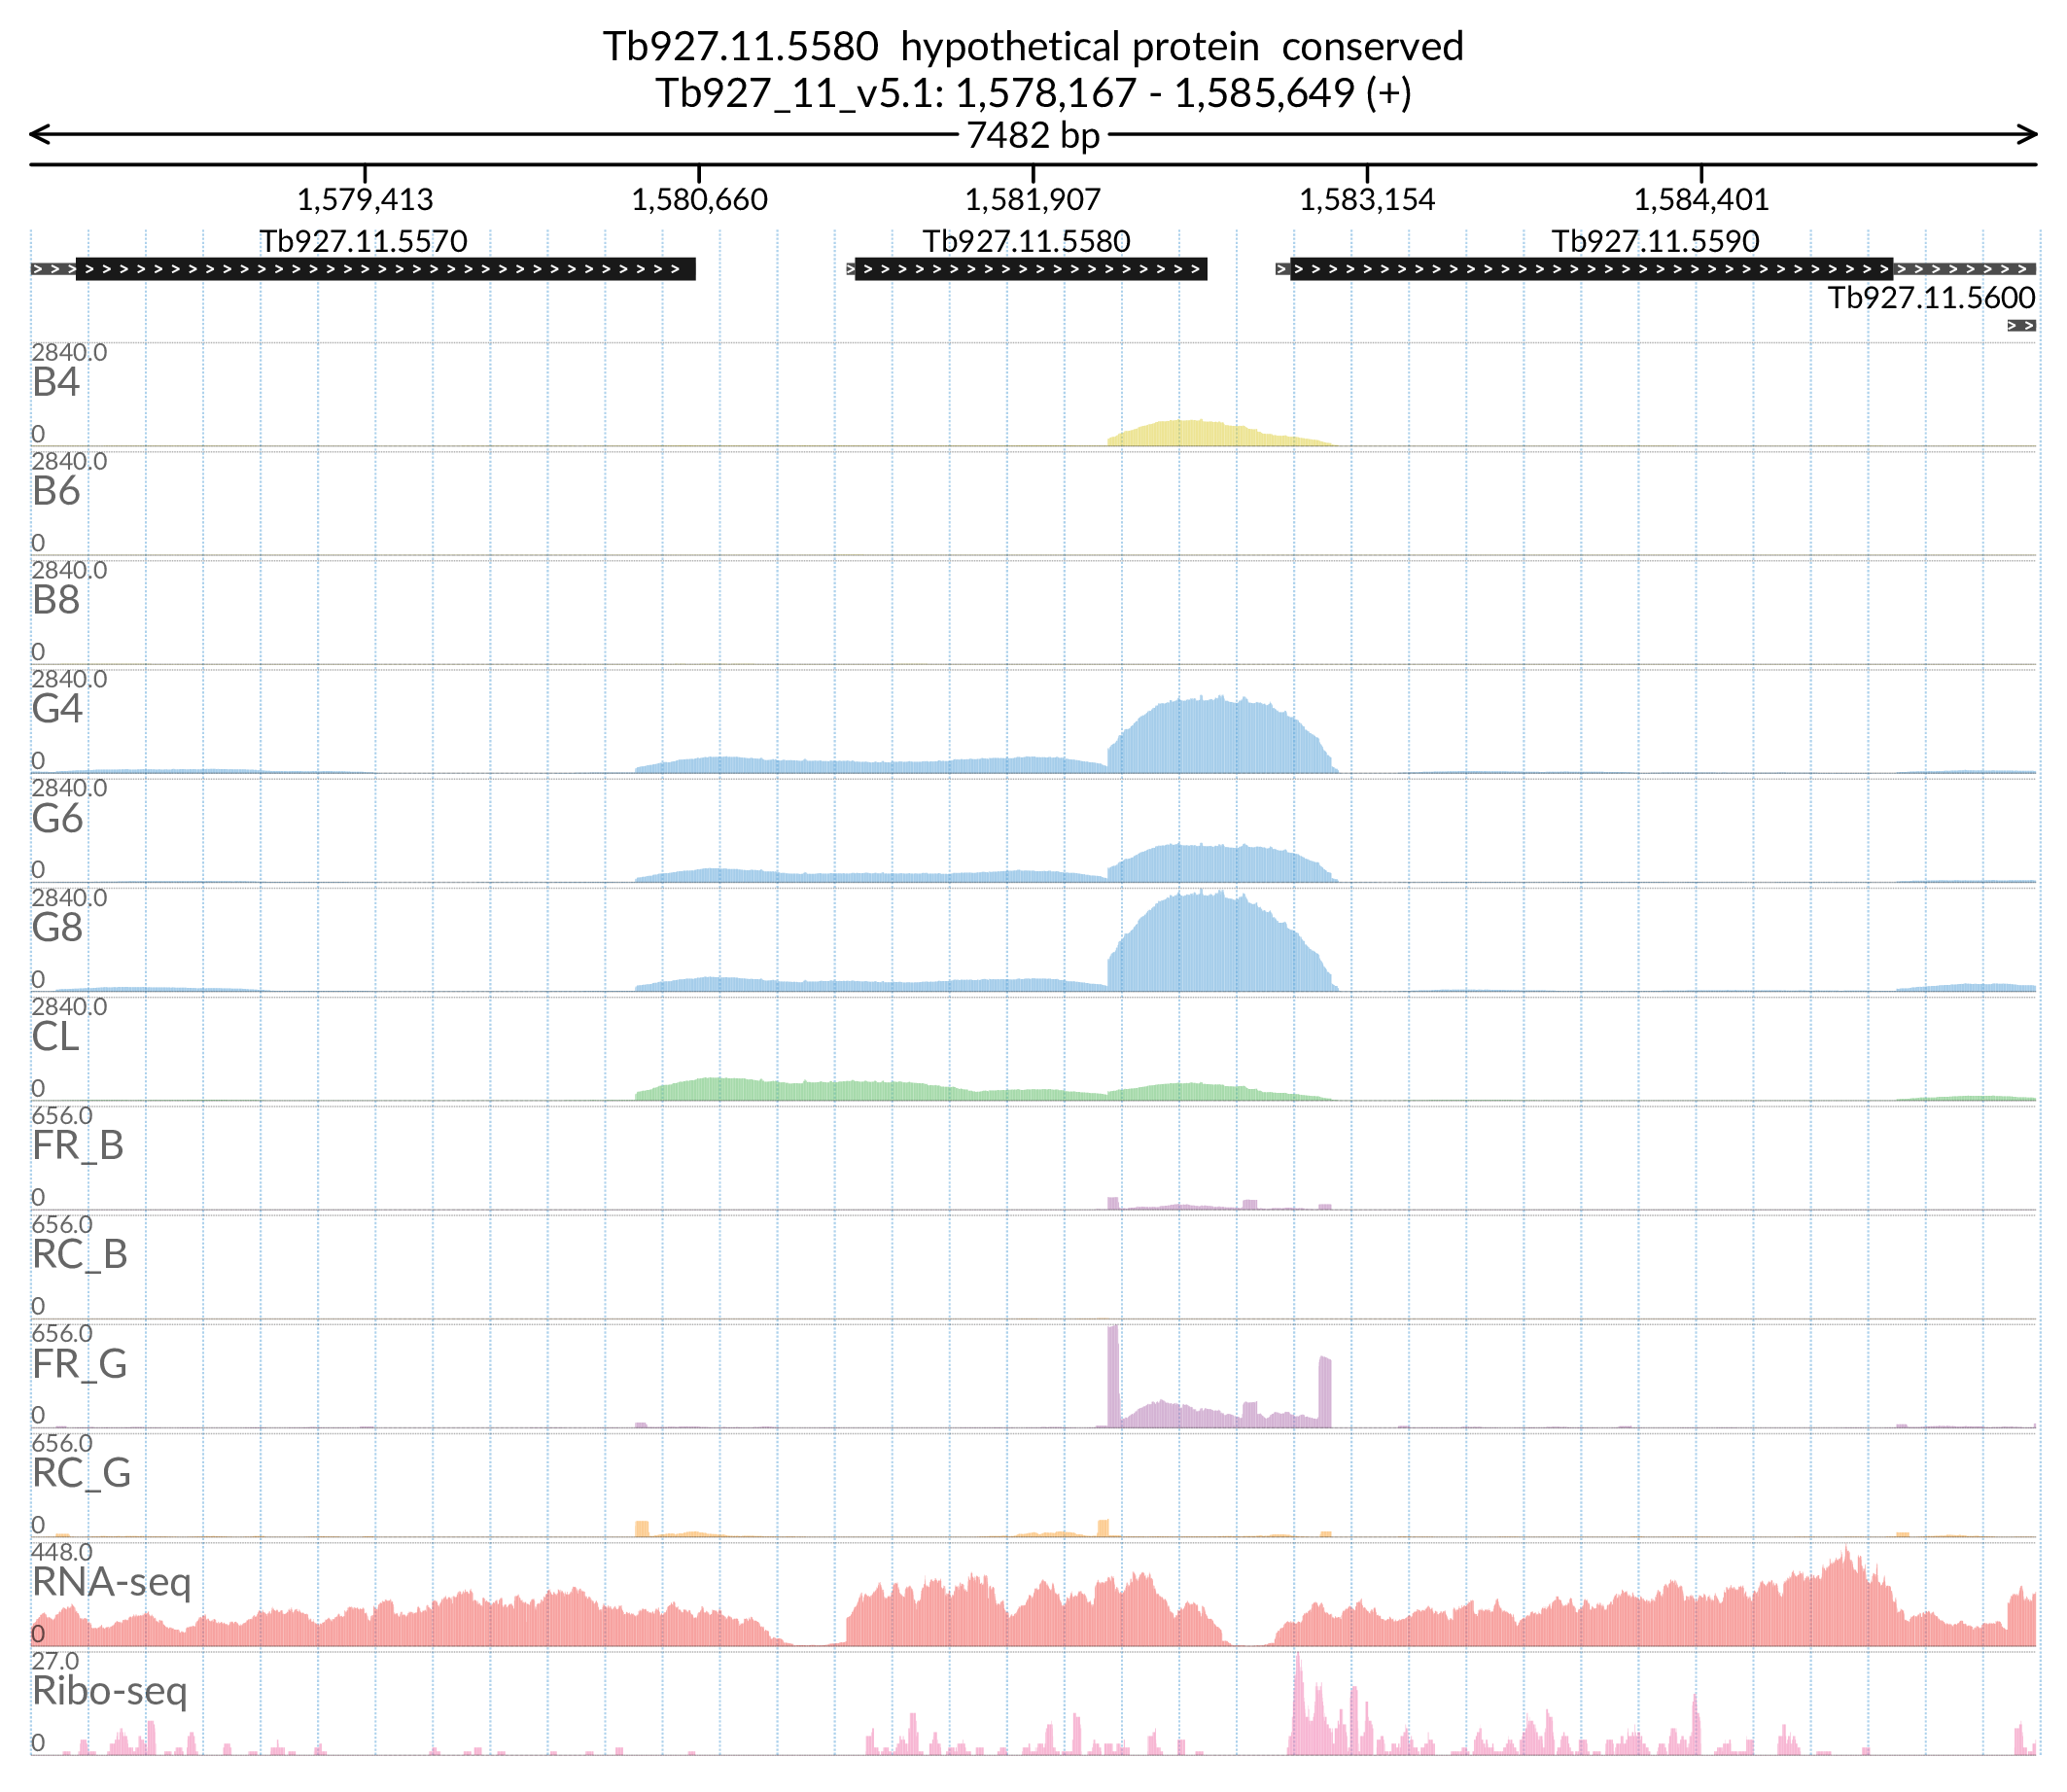 Tb927.11.5580  hypothetical protein  conserved
Tb927_11_v5.1: 1,578,167 - 1,585,649 (+)
7482 bp
1,579,413 1,580,660 1,581,907 1,583,154 1,584,401
Tb927.11.5570 Tb927.11.5580 Tb927.11.5590
Tb927.11.5600
2840.0
B4
0
2840.0
B6
0
2840.0
B8
0
2840.0
G4
0
2840.0
G6
0
2840.0
G8
0
2840.0
CL
0
656.0
FR_B
0
656.0
RC_B
0
656.0
FR_G
0
656.0
RC_G
0
448.0
RNA-seq
0
27.0
Ribo-seq
0